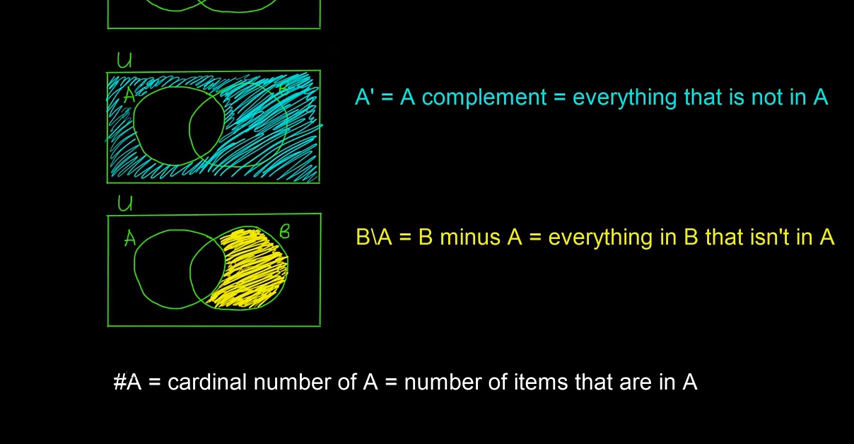 U
A
A' = A complement = everything that is not in A
U
A B
B\A = B minus A = everything in B that isn't in A
#A = cardinal number of A = number of items that are in A